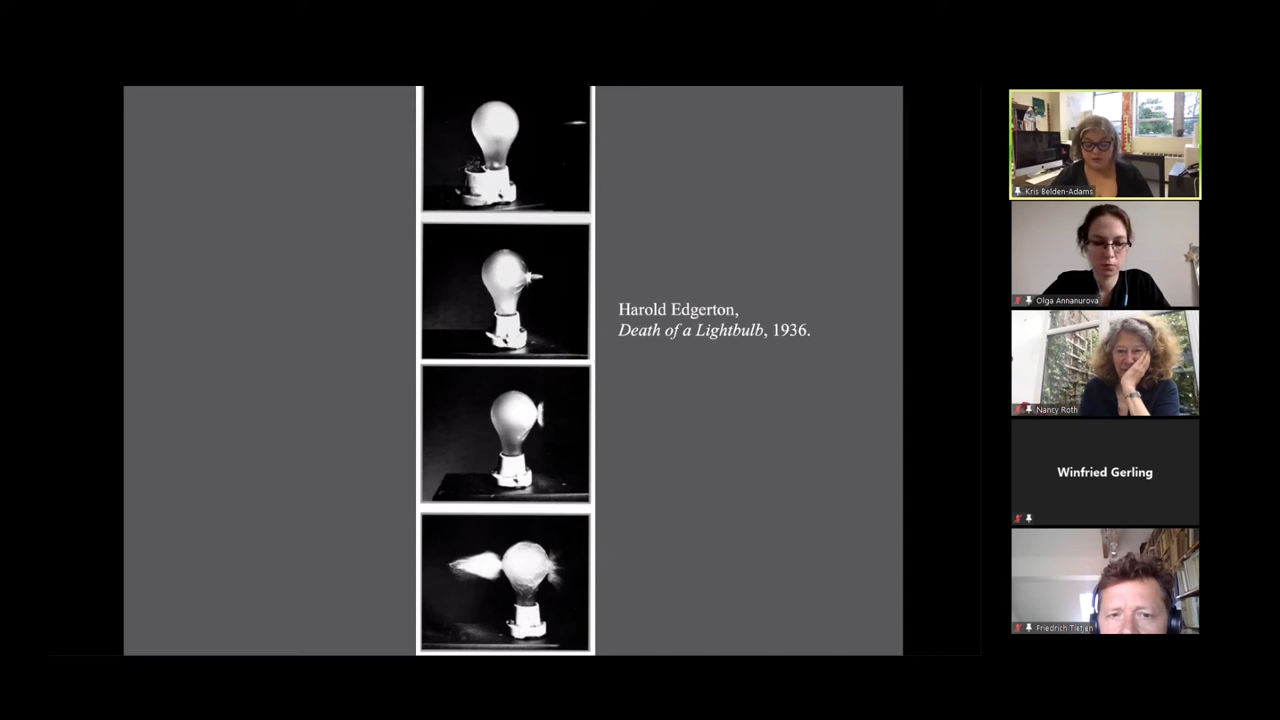 Harold Edgerton,
Death of a Lightbulb, 1936.
Kris Belden-Adams
Olga Annanurova
Nancy Roth
Winfried Gerling
Friedrich Tietjen